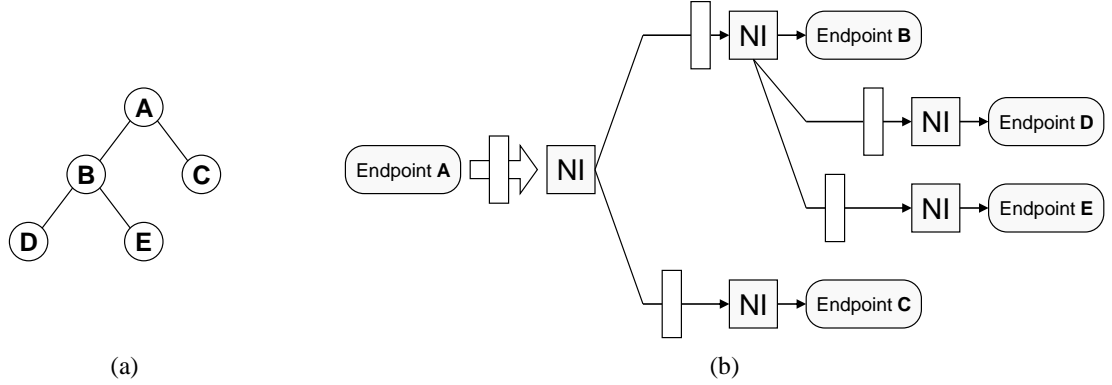 A
B
C
D
E
(a)
NI
Endpoint B
NI
Endpoint D
Endpoint A
NI
NI
Endpoint E
NI
Endpoint C
(b)